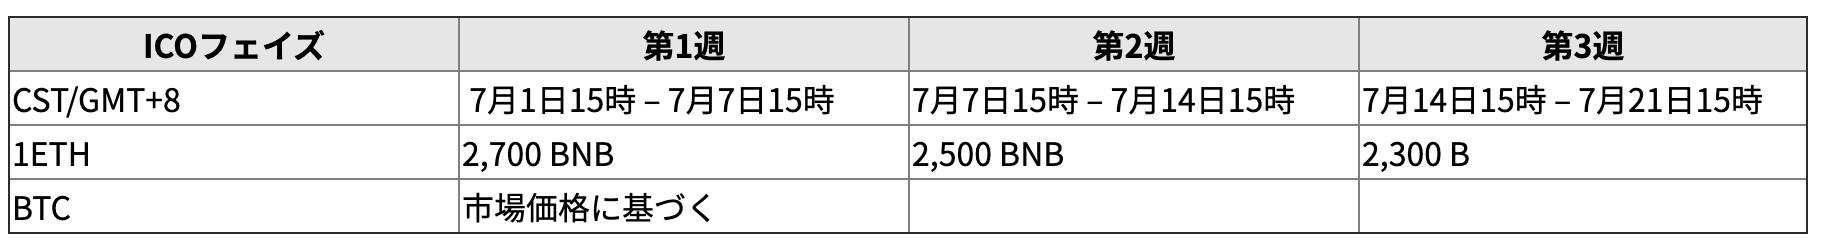 ICOフェイズ 第1週 第2週 第3週
CST/GMT+8 7月1日15時 – 7月7日15時 7月7日15時 – 7月14日15時 7月14日15時 – 7月21日15時
1ETH 2,700 BNB 2,500 BNB 2,300 B
BTC 市場価格に基づく